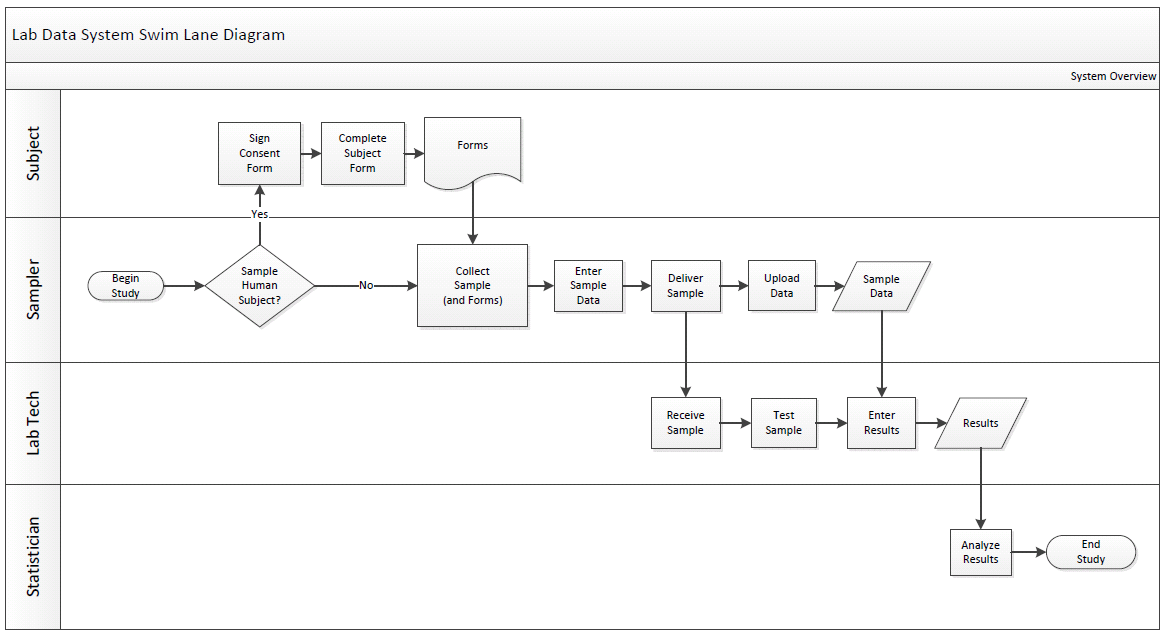 Lab Data System Swim Lane Diagram
System Overview
Subject
Sign
Consent
Form
Complete
Subject
Form
Forms
Yes
Sampler
Begin
Study
Sample
Human
Subject?
No
Collect
Sample
(and Forms)
Enter
Sample
Data
Deliver
Sample
Upload
Data
Sample
Data
Lab Tech
Receive
Sample
Test
Sample
Enter
Results
Results
Statistician
Analyze
Results
End
Study